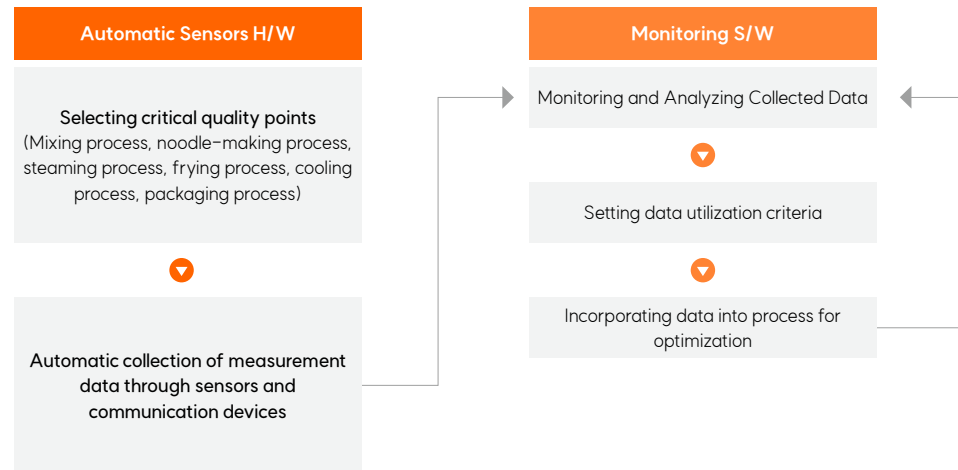 Automatic Sensors H/W
Selecting critical quality points
(Mixing process, noodle-making process,
steaming process, frying process, cooling
process, packaging process)
Automatic collection of measurement
data through sensors and
communication devices
Monitoring S/W
Monitoring and Analyzing Collected Data
Setting data utilization criteria
Incorporating data into process for
optimization